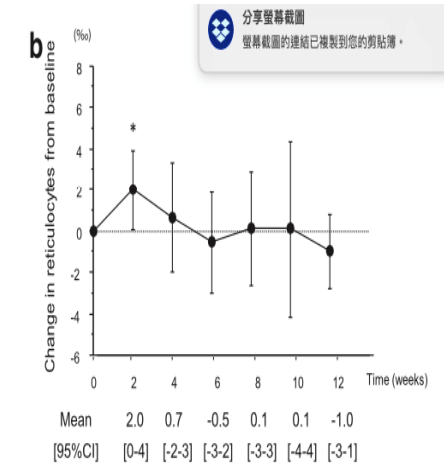 分享螢幕截圖
螢幕截圖的連結已複製到您的剪貼簿。
b
(‰)
Change in reticulocytes from baseline
8
6
4
2
0
-2
-4
-6
*
0 2 4 6 8 10 12 Time (weeks)
Mean 2.0 0.7 -0.5 0.1 0.1 -1.0
[95%CI] [0-4] [-2-3] [-3-2] [-3-3] [-4-4] [-3-1]